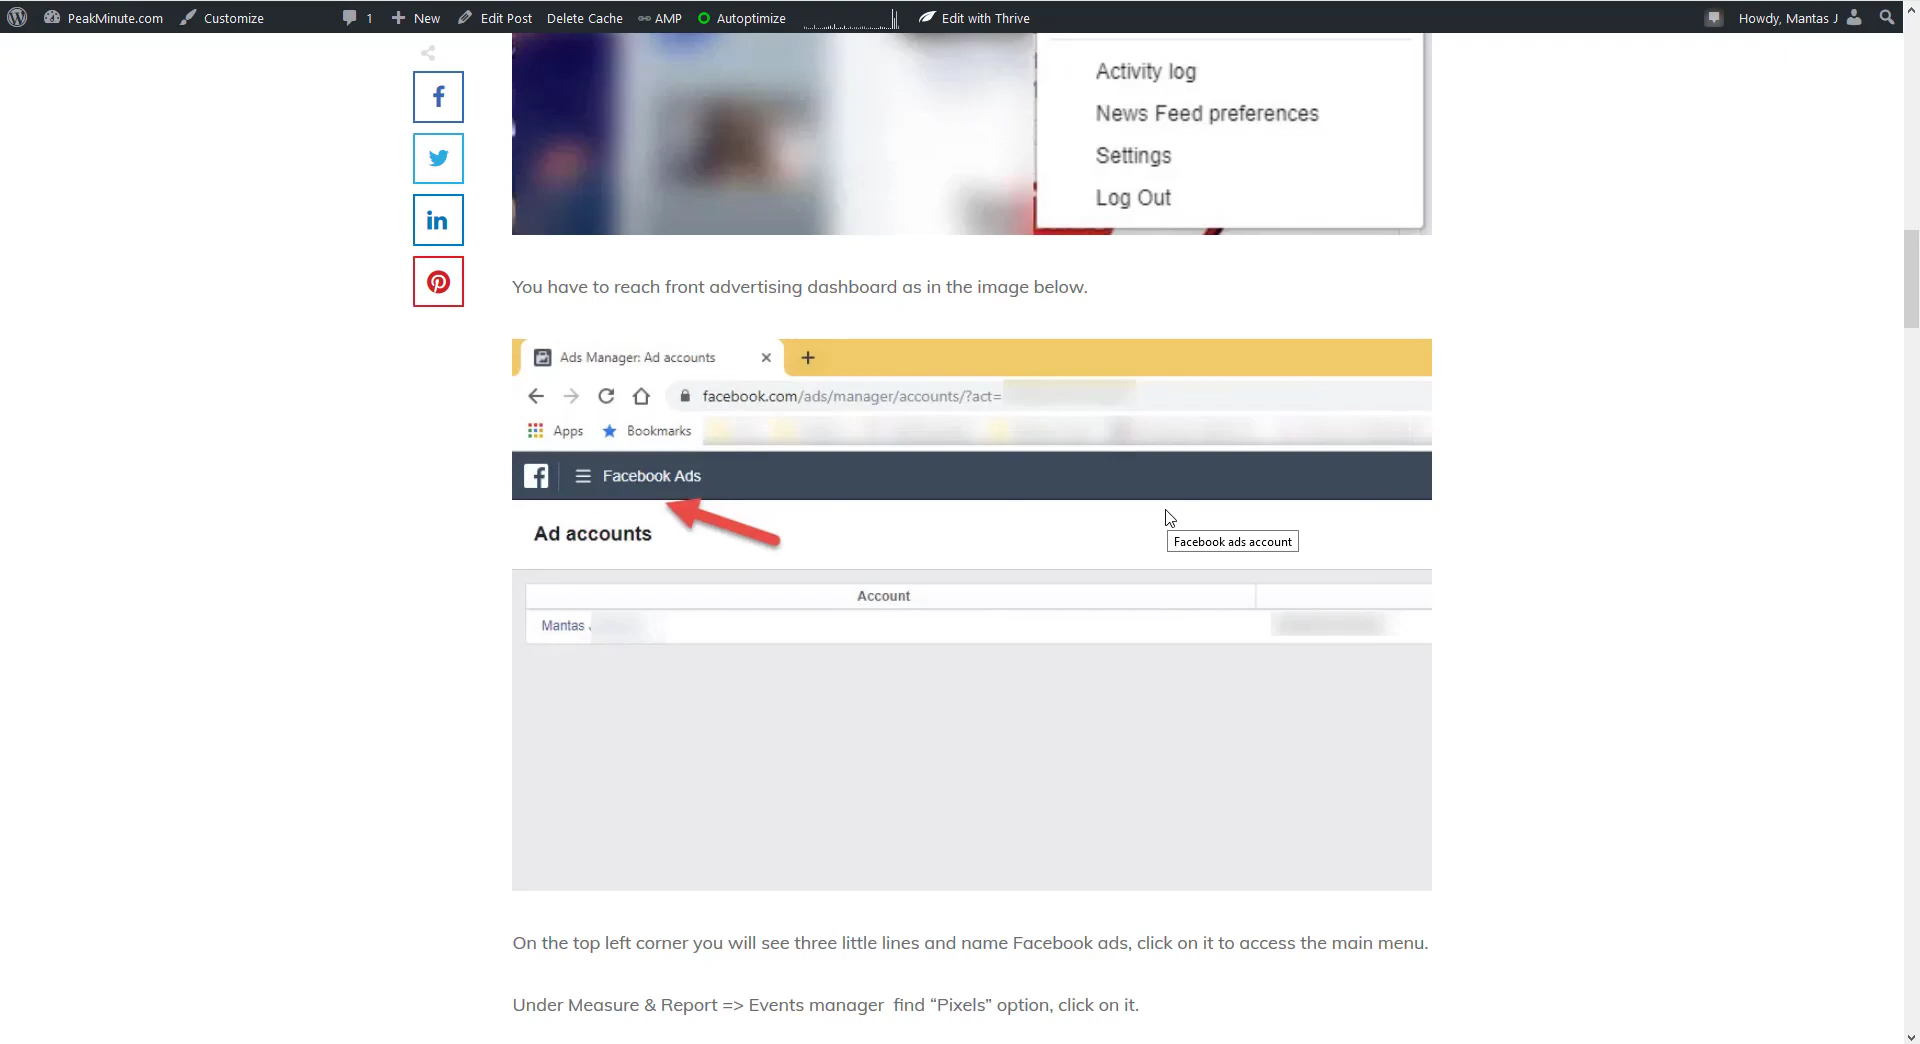 PeakMinute.com Customize 1 New Edit Post Delete Cache AMP Autoptimize Edit with Thrive Howdy, Mantas J
Activity log
News Feed preferences
Settings
Log Out
You have to reach front advertising dashboard as in the image below.
Ads Manager: Ad accounts
facebook.com/ads/manager/accounts/?act=
Apps Bookmarks
Facebook Ads
Ad accounts
Facebook ads account
Account
Mantas
On the top left corner you will see three little lines and name Facebook ads, click on it to access the main menu.
Under Measure & Report => Events manager find “Pixels” option, click on it.